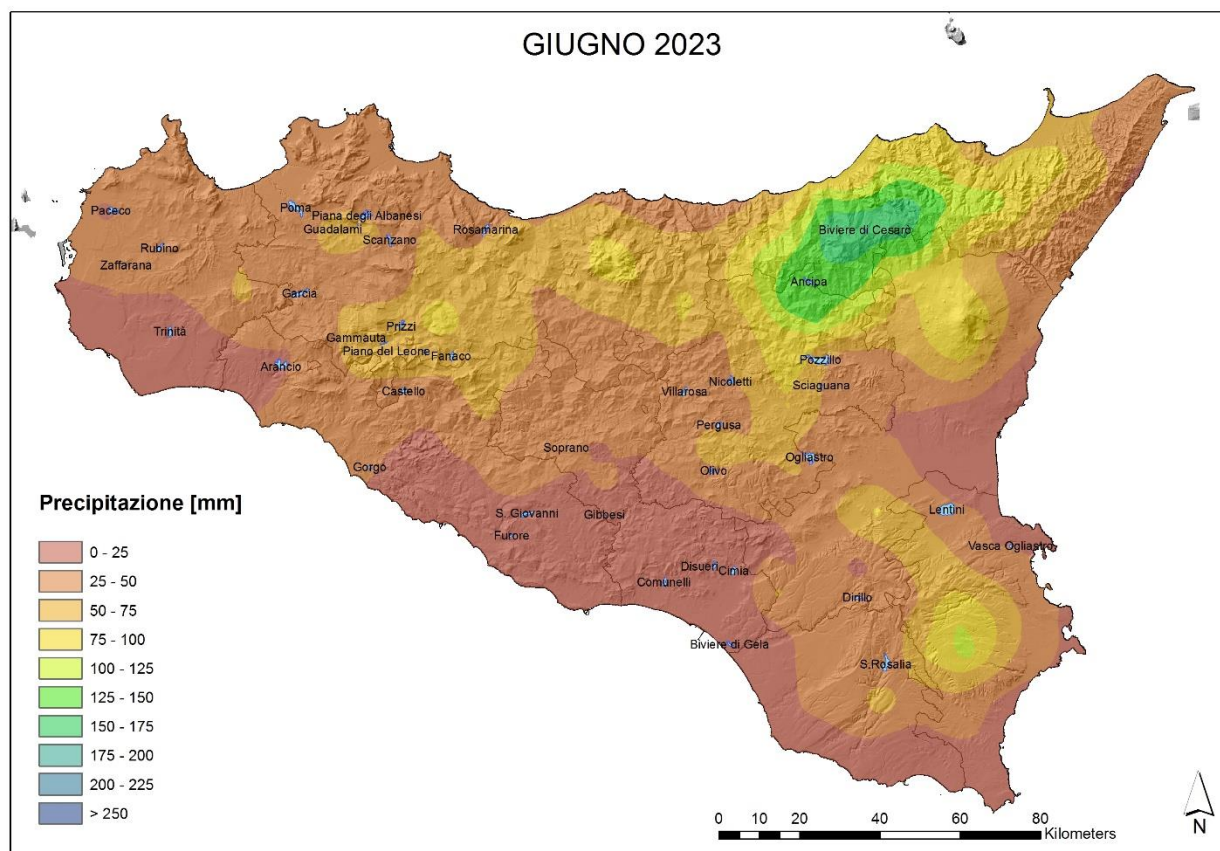 GIUGNO 2023
Paceco
Poma
Piana degli Albanesi
Guadalami
Scanzano
Rosamarina
Biviere di Cesarò
Rubino
Zaffarana
Garcia
Ancipa
Trinità
Prizzi
Gammauta
Piano del Leone
Fanaco
Arancio
Castello
Pozzillo
Nicoletti
Sciaguana
Villarosa
Pergusa
Soprano
Ogliastro
Gorgo
Olivo
S. Giovanni
Gibbesi
Furore
Lentini
Vasca Ogliastro
Disueri
Cimia
Comunelli
Dirillo
Biviere di Gela
S.Rosalia
Precipitazione [mm]
0 - 25
25 - 50
50 - 75
75 - 100
100 - 125
125 - 150
150 - 175
175 - 200
200 - 225
> 250
0 10 20 40 60 80
Kilometers
N